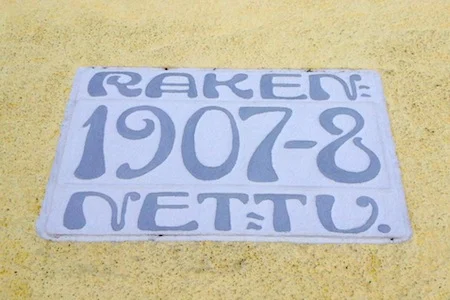 RAKEN=
1907-8
NET=TU.